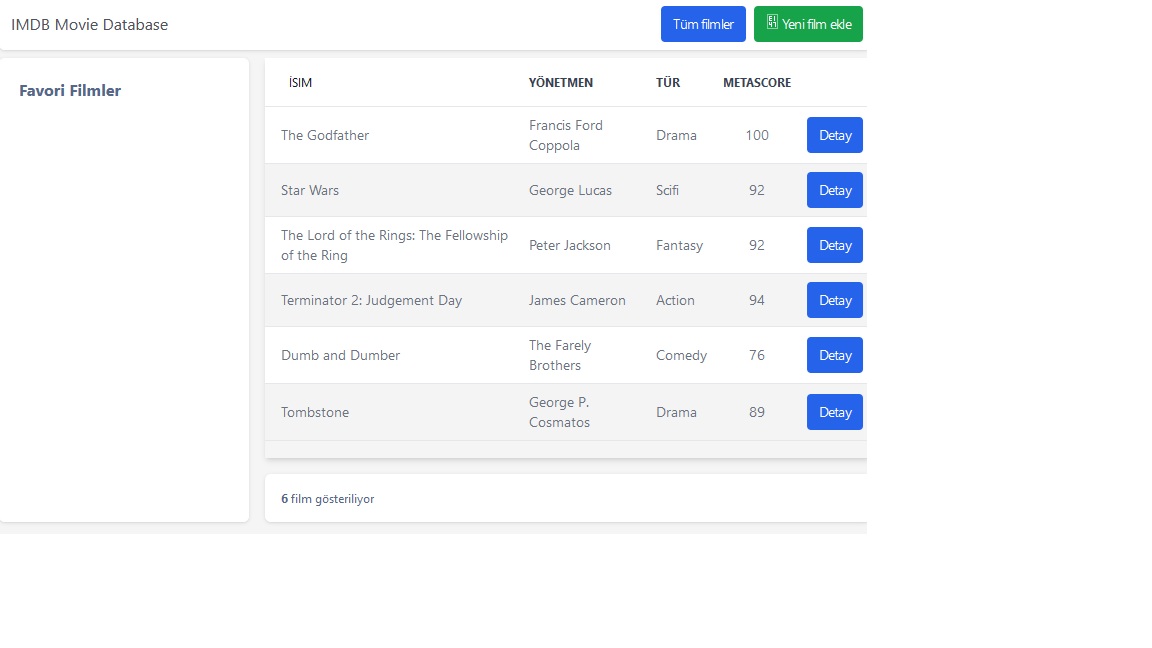 IMDB Movie Database
Tüm filmler
Yeni film ekle
Favori Filmler
İSIM YÖNETMEN TÜR METASCORE
The Godfather Francis Ford Coppola Drama 100 Detay
Star Wars George Lucas Scifi 92 Detay
The Lord of the Rings: The Fellowship of the Ring Peter Jackson Fantasy 92 Detay
Terminator 2: Judgement Day James Cameron Action 94 Detay
Dumb and Dumber The Farely Brothers Comedy 76 Detay
Tombstone George P. Cosmatos Drama 89 Detay
6 film gösteriliyor